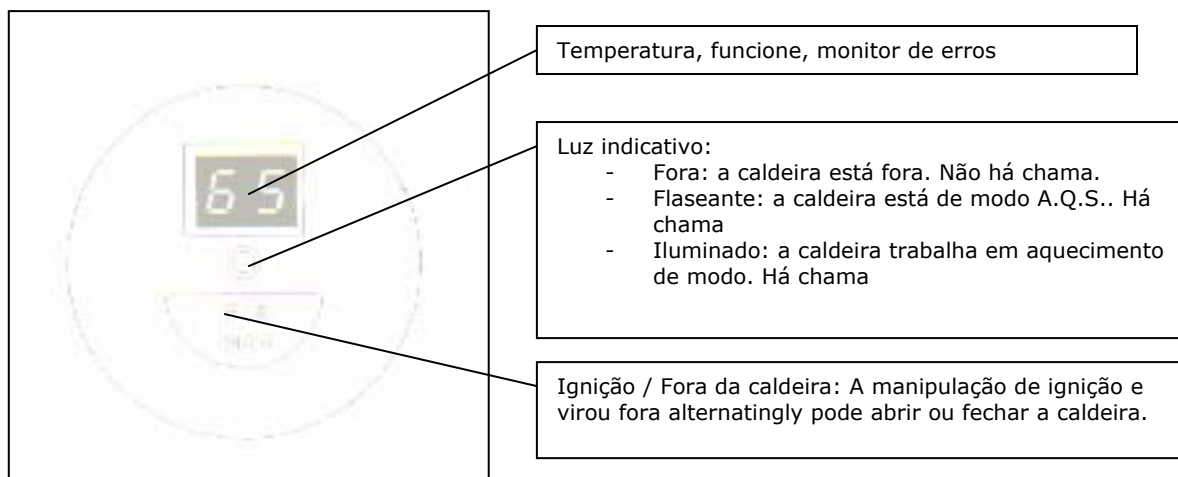 65
Temperatura, funcione, monitor de erros
Luz indicativo:
- Fora: a caldeira está fora. Não há chama.
- Flaseante: a caldeira está de modo A.Q.S.. Há
chama
- Iluminado: a caldeira trabalha em aquecimento
de modo. Há chama
Ignição / Fora da caldeira: A manipulação de ignição e
virou fora alternatingly pode abrir ou fechar a caldeira.